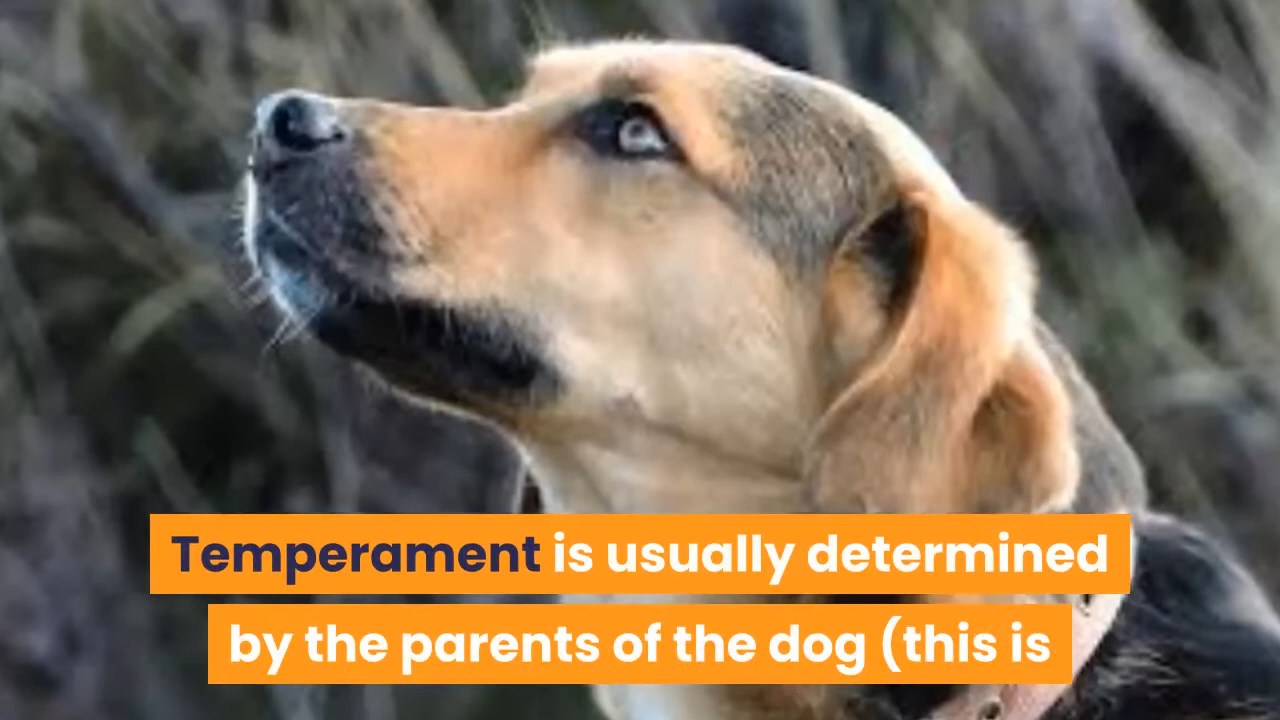 Temperament is usually determined
by the parents of the dog (this is